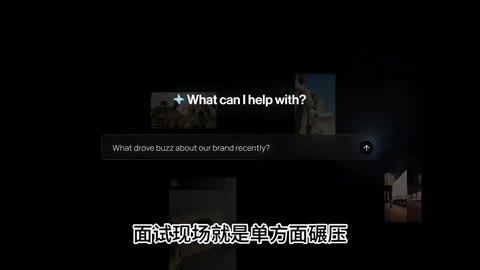 What can I help with?
What drove buzz about our brand recently?
面试现场就是单方面碾压